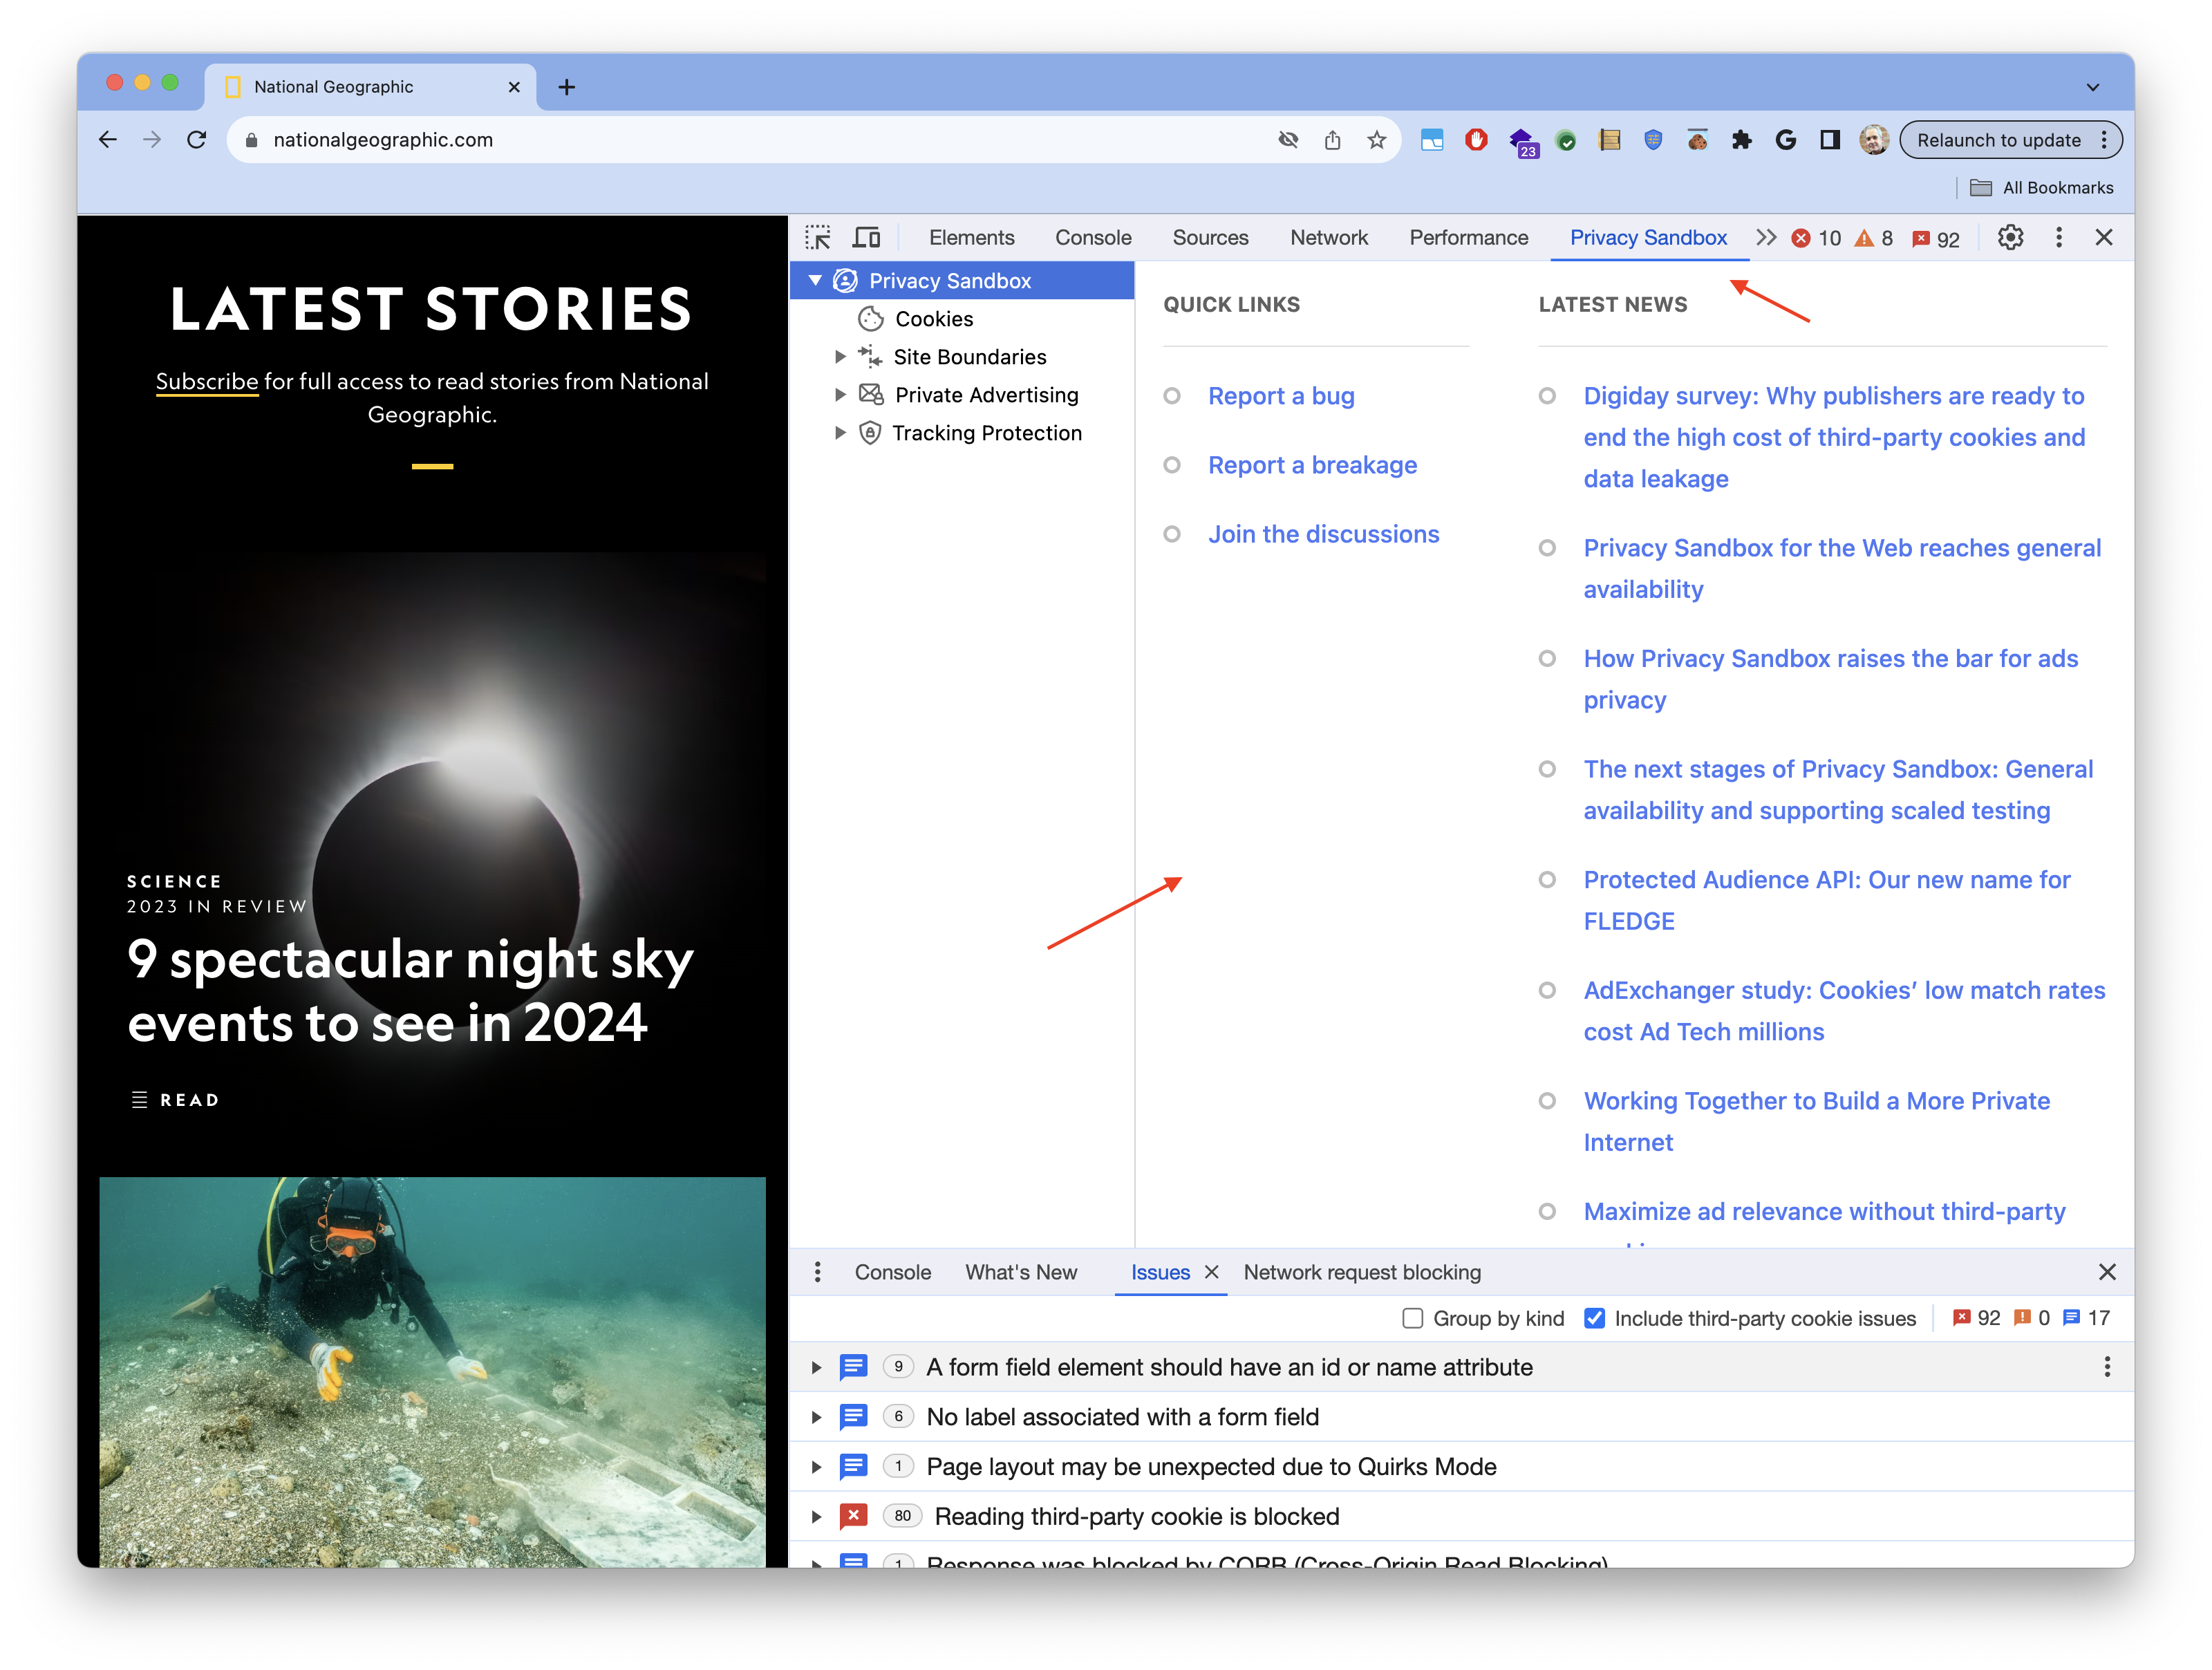 National Geographic
nationalgeographic.com
23
Relaunch to update
All Bookmarks
LATEST STORIES
Subscribe for full access to read stories from National
Geographic.
SCIENCE
2023 IN REVIEW
9 spectacular night sky
events to see in 2024
READ
Elements Console Sources Network Performance Privacy Sandbox 10 8 92
Privacy Sandbox
Cookies
Site Boundaries
Private Advertising
Tracking Protection
QUICK LINKS
Report a bug
Report a breakage
Join the discussions
LATEST NEWS
Digiday survey: Why publishers are ready to
end the high cost of third-party cookies and
data leakage
Privacy Sandbox for the Web reaches general
availability
How Privacy Sandbox raises the bar for ads
privacy
The next stages of Privacy Sandbox: General
availability and supporting scaled testing
Protected Audience API: Our new name for
FLEDGE
AdExchanger study: Cookies’ low match rates
cost Ad Tech millions
Working Together to Build a More Private
Internet
Maximize ad relevance without third-party
Console What's New Issues Network request blocking
Group by kind Include third-party cookie issues 92 0 17
9 A form field element should have an id or name attribute
6 No label associated with a form field
1 Page layout may be unexpected due to Quirks Mode
80 Reading third-party cookie is blocked
1 Response was blocked by CORB (Cross-Origin Read Blocking)